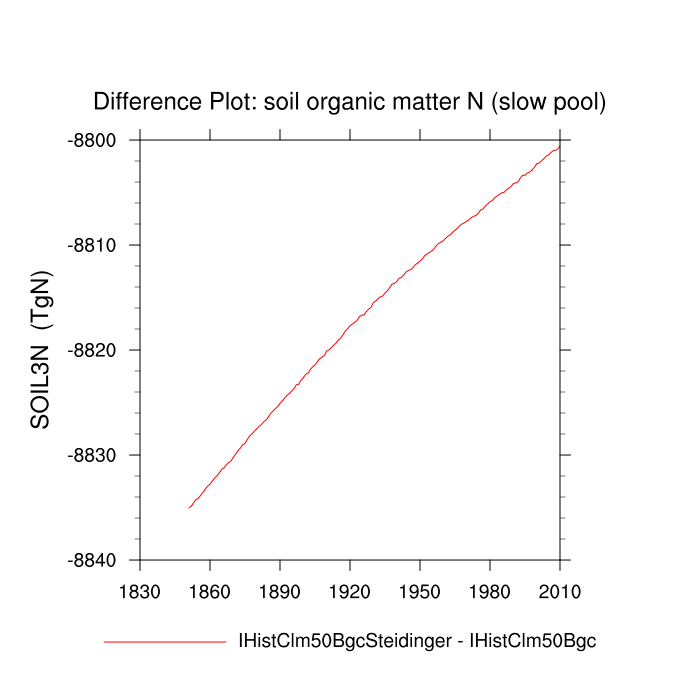 Difference Plot: soil organic matter N (slow pool)
SOIL3N (TgN)
-8800
-8810
-8820
-8830
-8840
1830 1860 1890 1920 1950 1980 2010
IHistClm50BgcSteidinger - IHistClm50Bgc